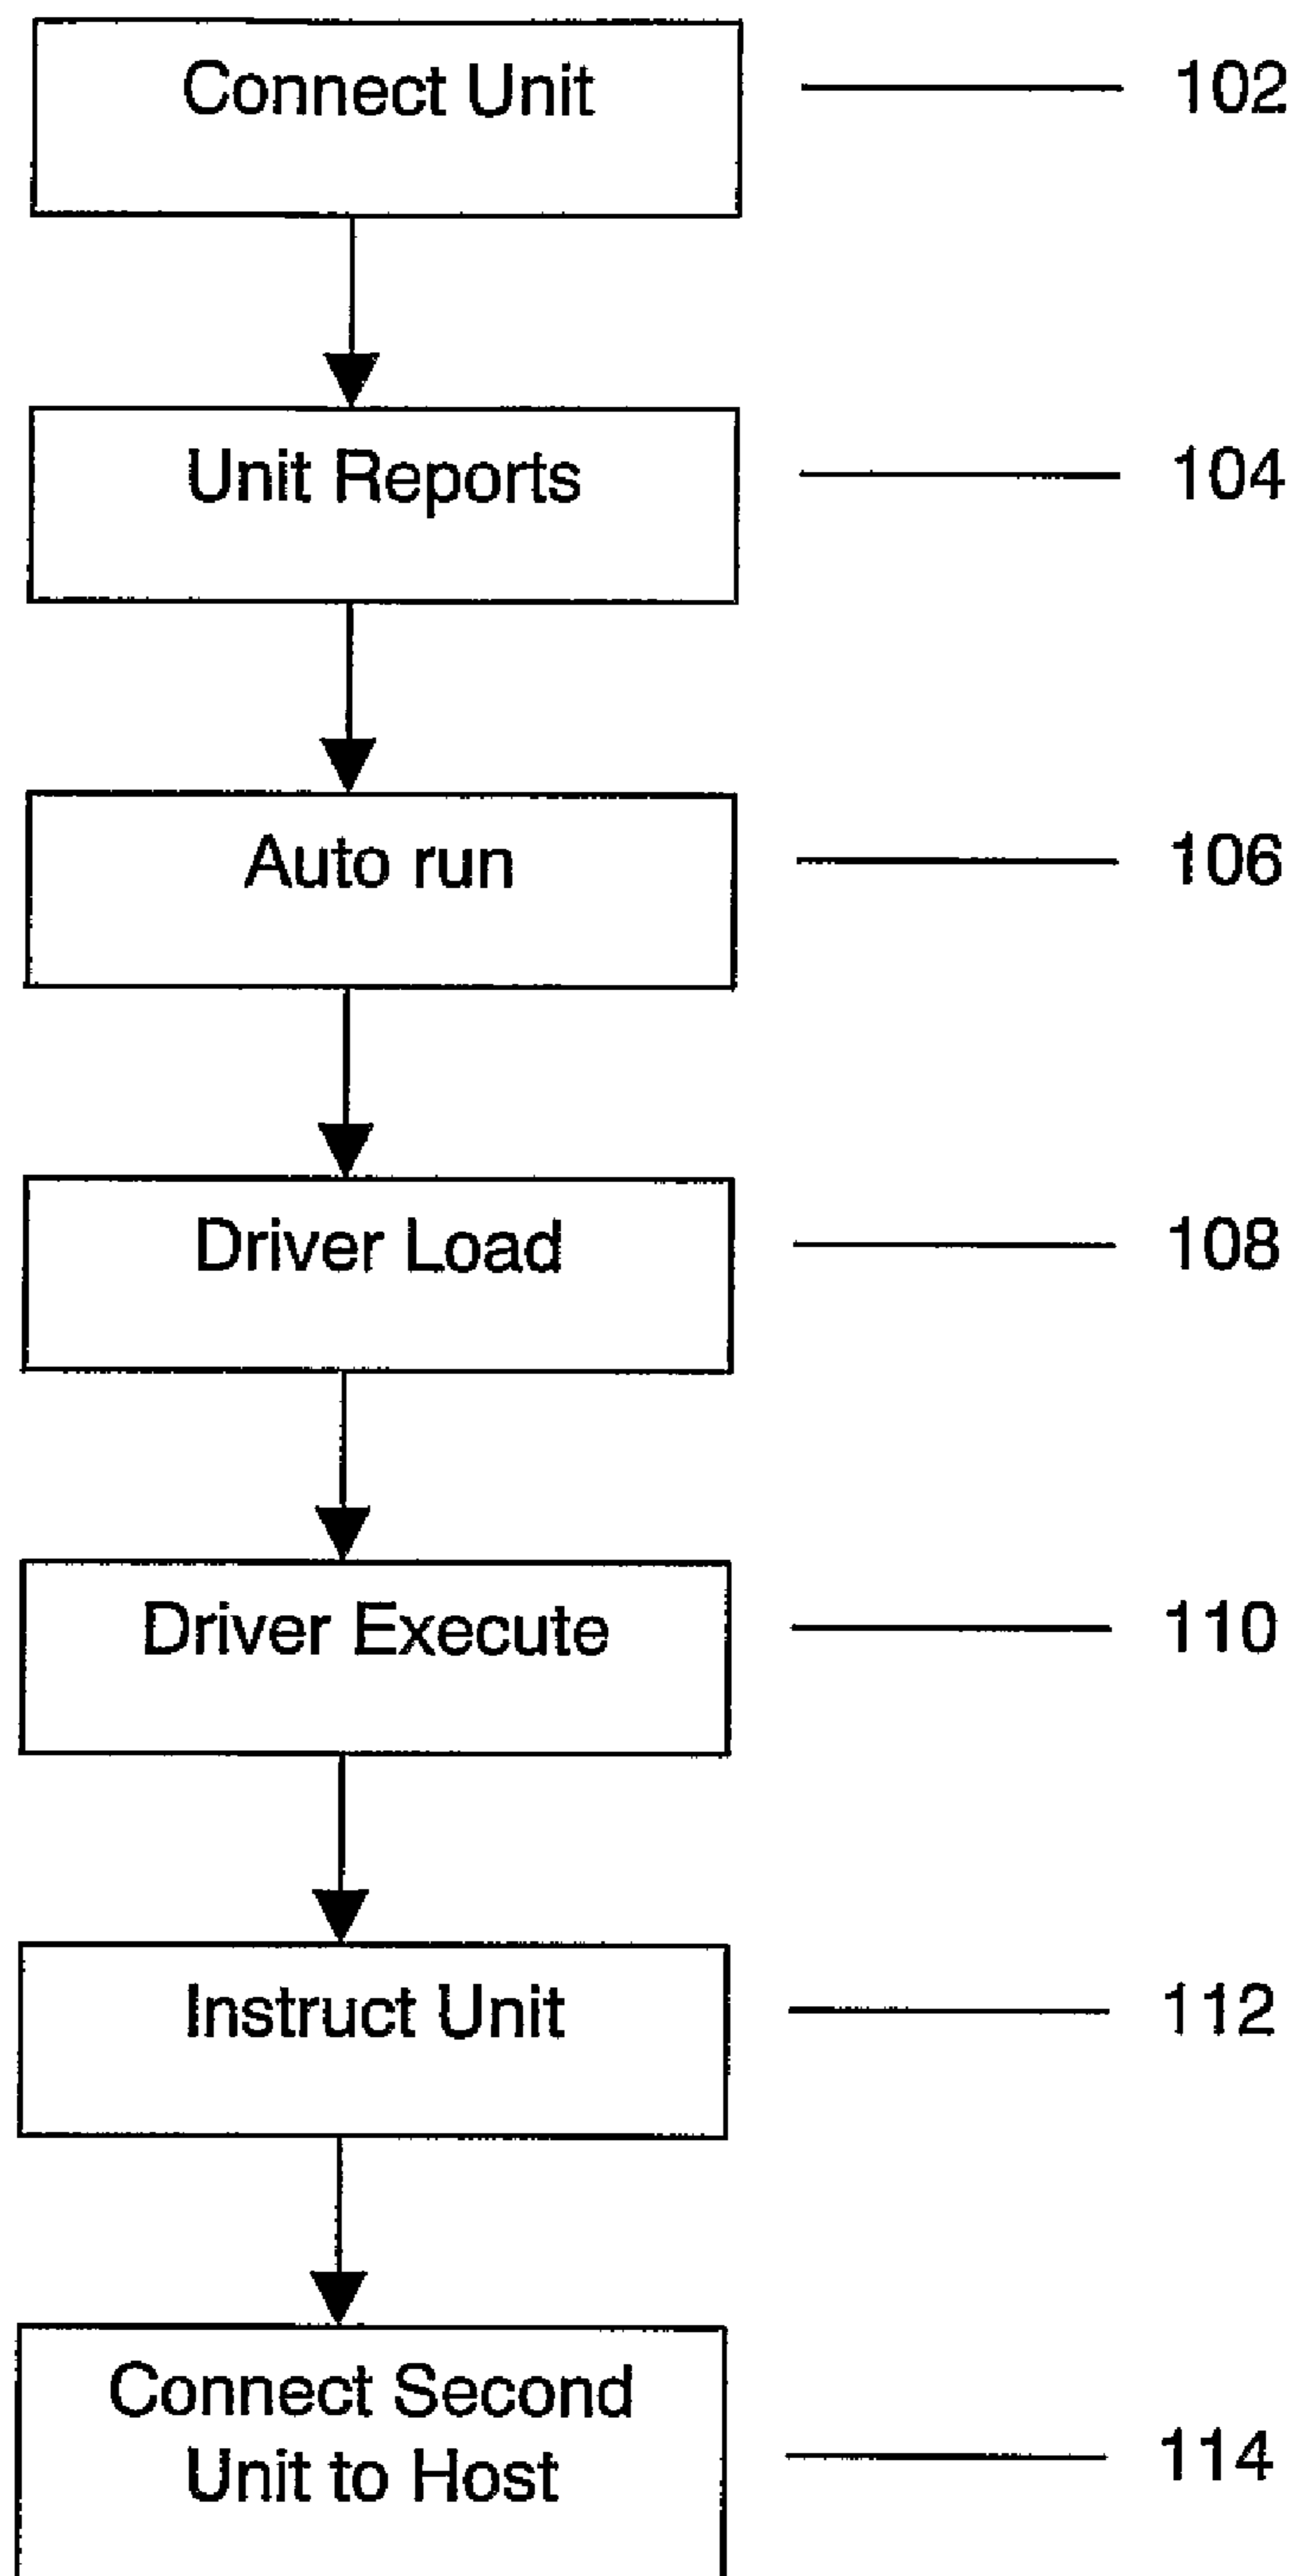 Connect Unit
102
Unit Reports
104
Auto run
106
Driver Load
108
Driver Execute
110
Instruct Unit
112
Connect Second
Unit to Host
114